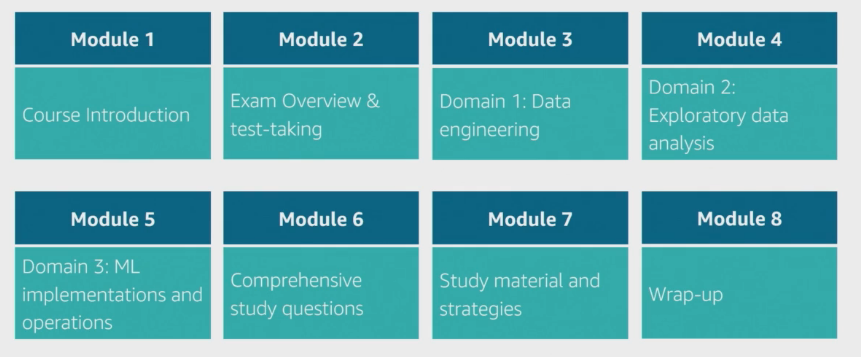 Module 1
Module 2
Module 3
Module 4
Course Introduction
Exam Overview &
test-taking
Domain 1: Data
engineering
Domain 2:
Exploratory data
analysis
Module 5
Module 6
Module 7
Module 8
Domain 3: ML
implementations and
operations
Comprehensive
study questions
Study material and
strategies
Wrap-up